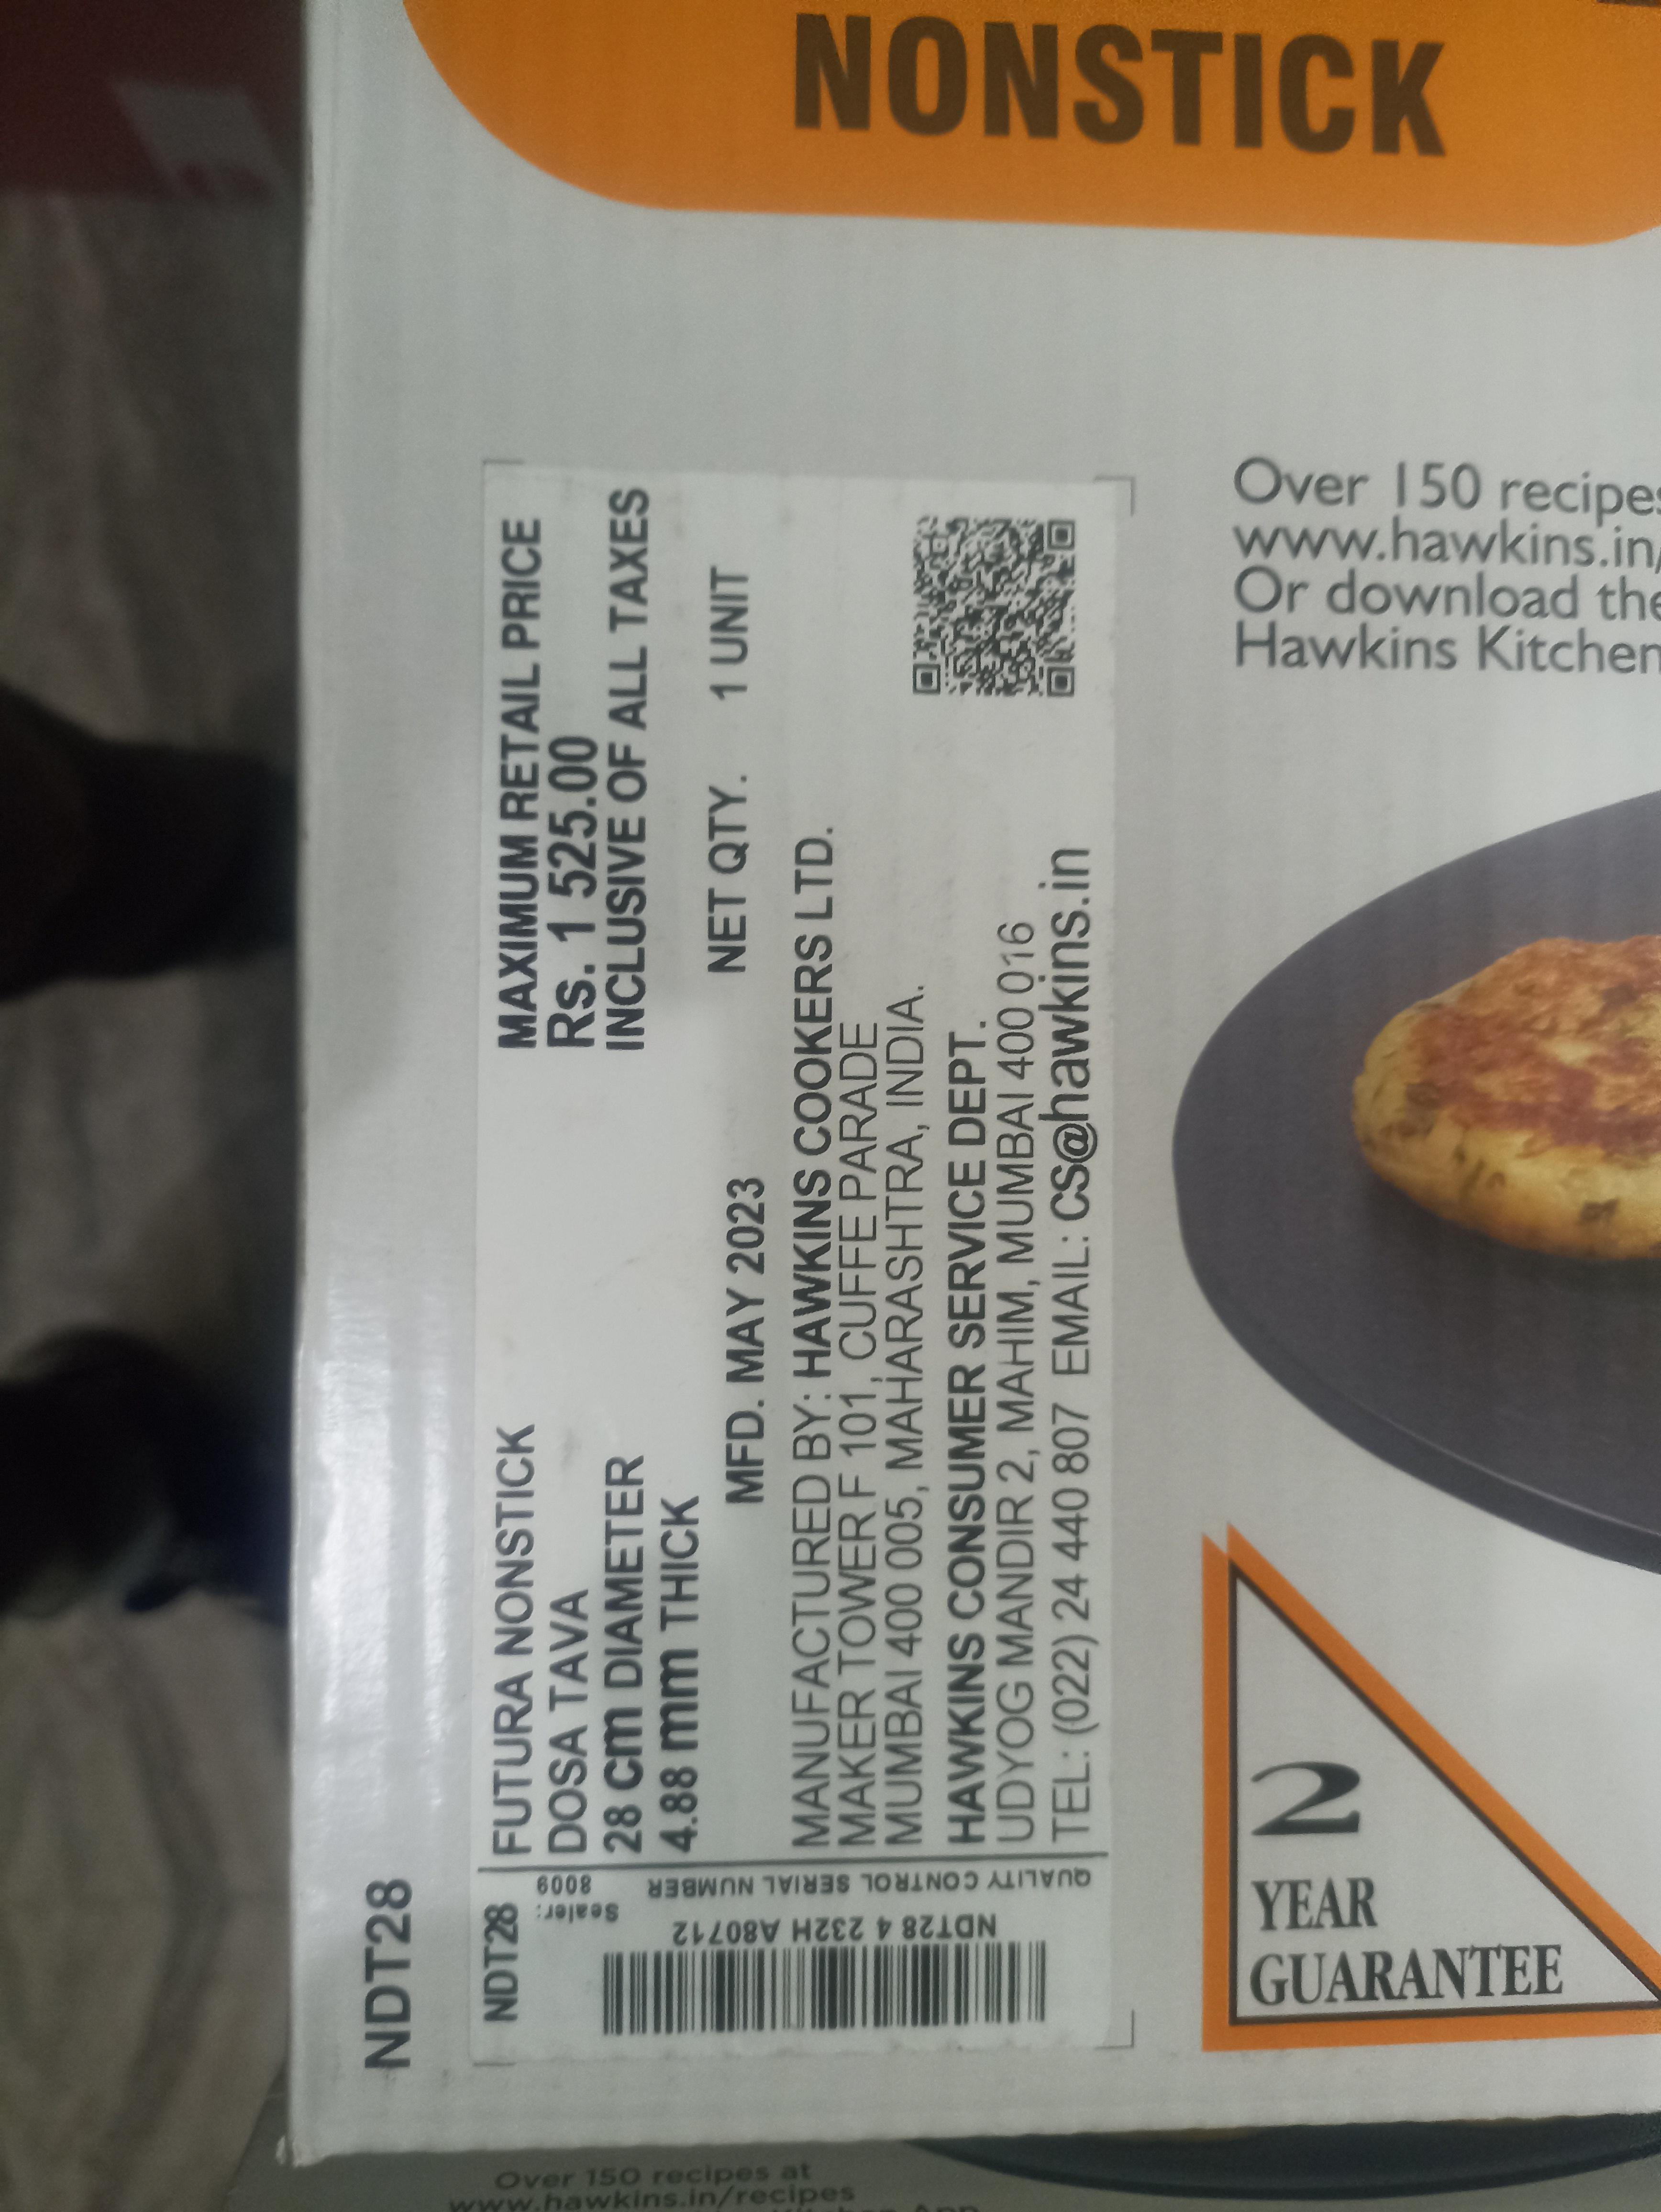 NONSTICK
NDT28
NDT28
FUTURA NONSTICK
DOSA TAVA
28 cm DIAMETER
4.88 mm THICK
MAXIMUM RETAIL PRICE
Rs. 1 525.00
INCLUSIVE OF ALL TAXES
MFD. MAY 2023 NET QTY. 1 UNIT
MANUFACTURED BY: HAWKINS COOKERS LTD.
MAKER TOWER F 101, CUFFE PARADE
MUMBAI 400 005, MAHARASHTRA, INDIA.
HAWKINS CONSUMER SERVICE DEPT.
UDYOG MANDIR 2, MAHIM, MUMBAI 400 016
TEL: (022) 24 440 807 EMAIL: cs@hawkins.in
Sealer:
8009
QUALITY CONTROL SERIAL NUMBER
NDT28 4 232H A80712
Over 150 recipes
www.hawkins.in/
Or download the
Hawkins Kitchen
2
YEAR
GUARANTEE
Over 150 recipes at
www.hawkins.in/recipes